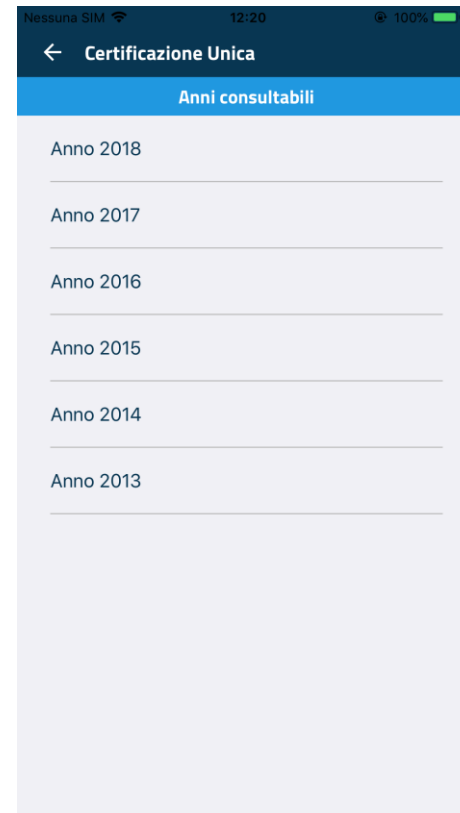 Nessuna SIM 12:20 100%
Certificazione Unica
Anni consultabili
Anno 2018
Anno 2017
Anno 2016
Anno 2015
Anno 2014
Anno 2013